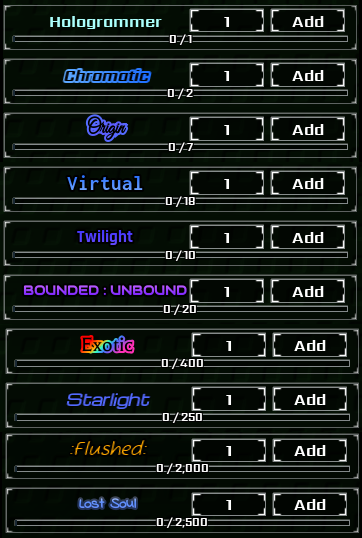 Hologrammer 1 Add
0/1
Chromatic 1 Add
0/2
Origin 1 Add
0/7
Virtual 1 Add
0/18
Twilight 1 Add
0/10
BOUNDED : UNBOUND 1 Add
0/20
Exotic 1 Add
0/400
Starlight 1 Add
0/250
:Flushed: 1 Add
0/2,000
Lost Soul 1 Add
0/2,500